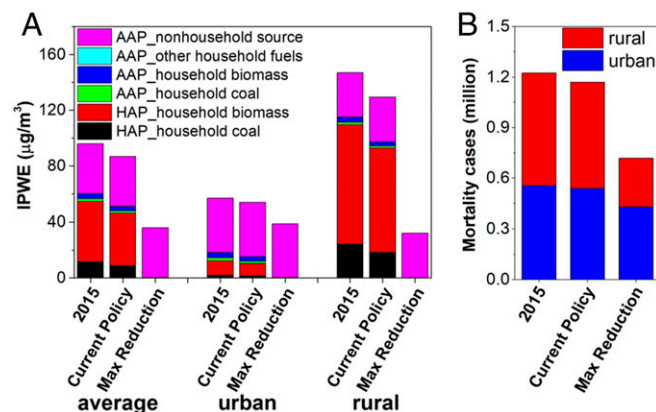 A
IPWE (μg/m³)
160
120
80
40
0
AAP_nonhousehold source
AAP_other household fuels
AAP_household biomass
AAP_household coal
HAP_household biomass
HAP_household coal
2015
Current Policy
Max Reduction
2015
Current Policy
Max Reduction
2015
Current Policy
Max Reduction
average
urban
rural
B
Mortality cases (million)
1.5
1.2
0.9
0.6
0.3
0.0
rural
urban
2015
Current Policy
Max Reduction